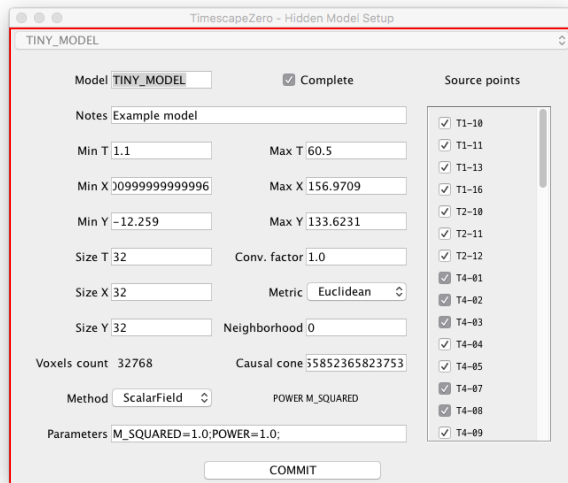 TimescapeZero - Hidden Model Setup
TINY_MODEL
Model TINY_MODEL Complete Source points
Notes Example model
Min T 1.1 Max T 60.5
Min X 00999999999996 Max X 156.9709
Min Y -12.259 Max Y 133.6231
Size T 32 Conv. factor 1.0
Size X 32 Metric Euclidean
Size Y 32 Neighborhood 0
Voxels count 32768 Causal cone 55852365823753
Method ScalarField POWER M_SQUARED
Parameters M_SQUARED=1.0;POWER=1.0;
COMMIT
T1-10
T1-11
T1-13
T1-16
T2-10
T2-11
T2-12
T4-01
T4-02
T4-03
T4-04
T4-05
T4-07
T4-08
T4-09